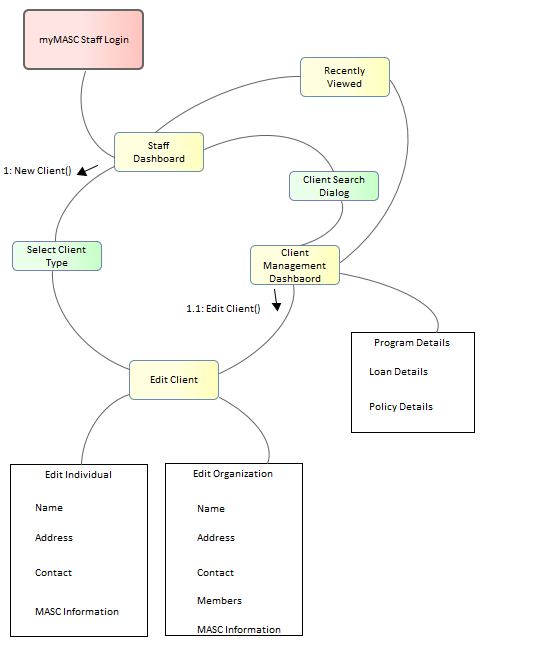 myMASC Staff Login
Recently
Viewed
Staff
Dashboard
1: New Client()
Client Search
Dialog
Select Client
Type
Client
Management
Dashbaord
1.1: Edit Client()
Program Details
Loan Details
Policy Details
Edit Client
Edit Individual
Name
Address
Contact
MASC Information
Edit Organization
Name
Address
Contact
Members
MASC Information